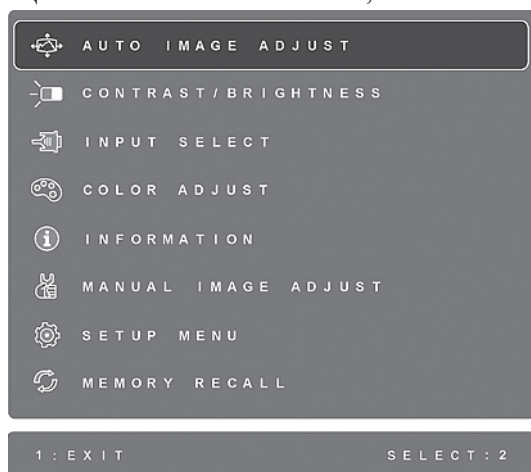 AUTO IMAGE ADJUST
CONTRAST/BRIGHTNESS
INPUT SELECT
COLOR ADJUST
INFORMATION
MANUAL IMAGE ADJUST
SETUP MENU
MEMORY RECALL
1:EXIT SELECT:2